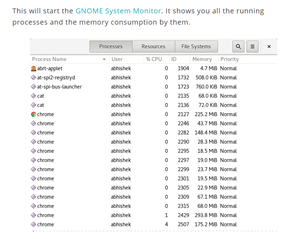 This will start the GNOME System Monitor. It shows you all the running
processes and the memory consumption by them.
Processes Resources File Systems
Process Name User % CPU ID Memory Priority
abrt-applet abhishek 0 1904 4.7 MiB Normal
at-spi2-registryd abhishek 0 1732 508.0 KiB Normal
at-spi-bus-launcher abhishek 0 1723 760.0 KiB Normal
cat abhishek 0 2135 68.0 KiB Normal
cat abhishek 0 2136 72.0 KiB Normal
chrome abhishek 0 2127 225.2 MiB Normal
chrome abhishek 0 2246 43.7 MiB Normal
chrome abhishek 0 2282 148.4 MiB Normal
chrome abhishek 0 2290 28.3 MiB Normal
chrome abhishek 0 2295 18.5 MiB Normal
chrome abhishek 0 2297 19.0 MiB Normal
chrome abhishek 0 2299 23.7 MiB Normal
chrome abhishek 0 2301 19.5 MiB Normal
chrome abhishek 0 2305 22.9 MiB Normal
chrome abhishek 0 2309 67.1 MiB Normal
chrome abhishek 0 2315 68.0 MiB Normal
chrome abhishek 1 2429 293.8 MiB Normal
chrome abhishek 4 2507 175.2 MiB Normal